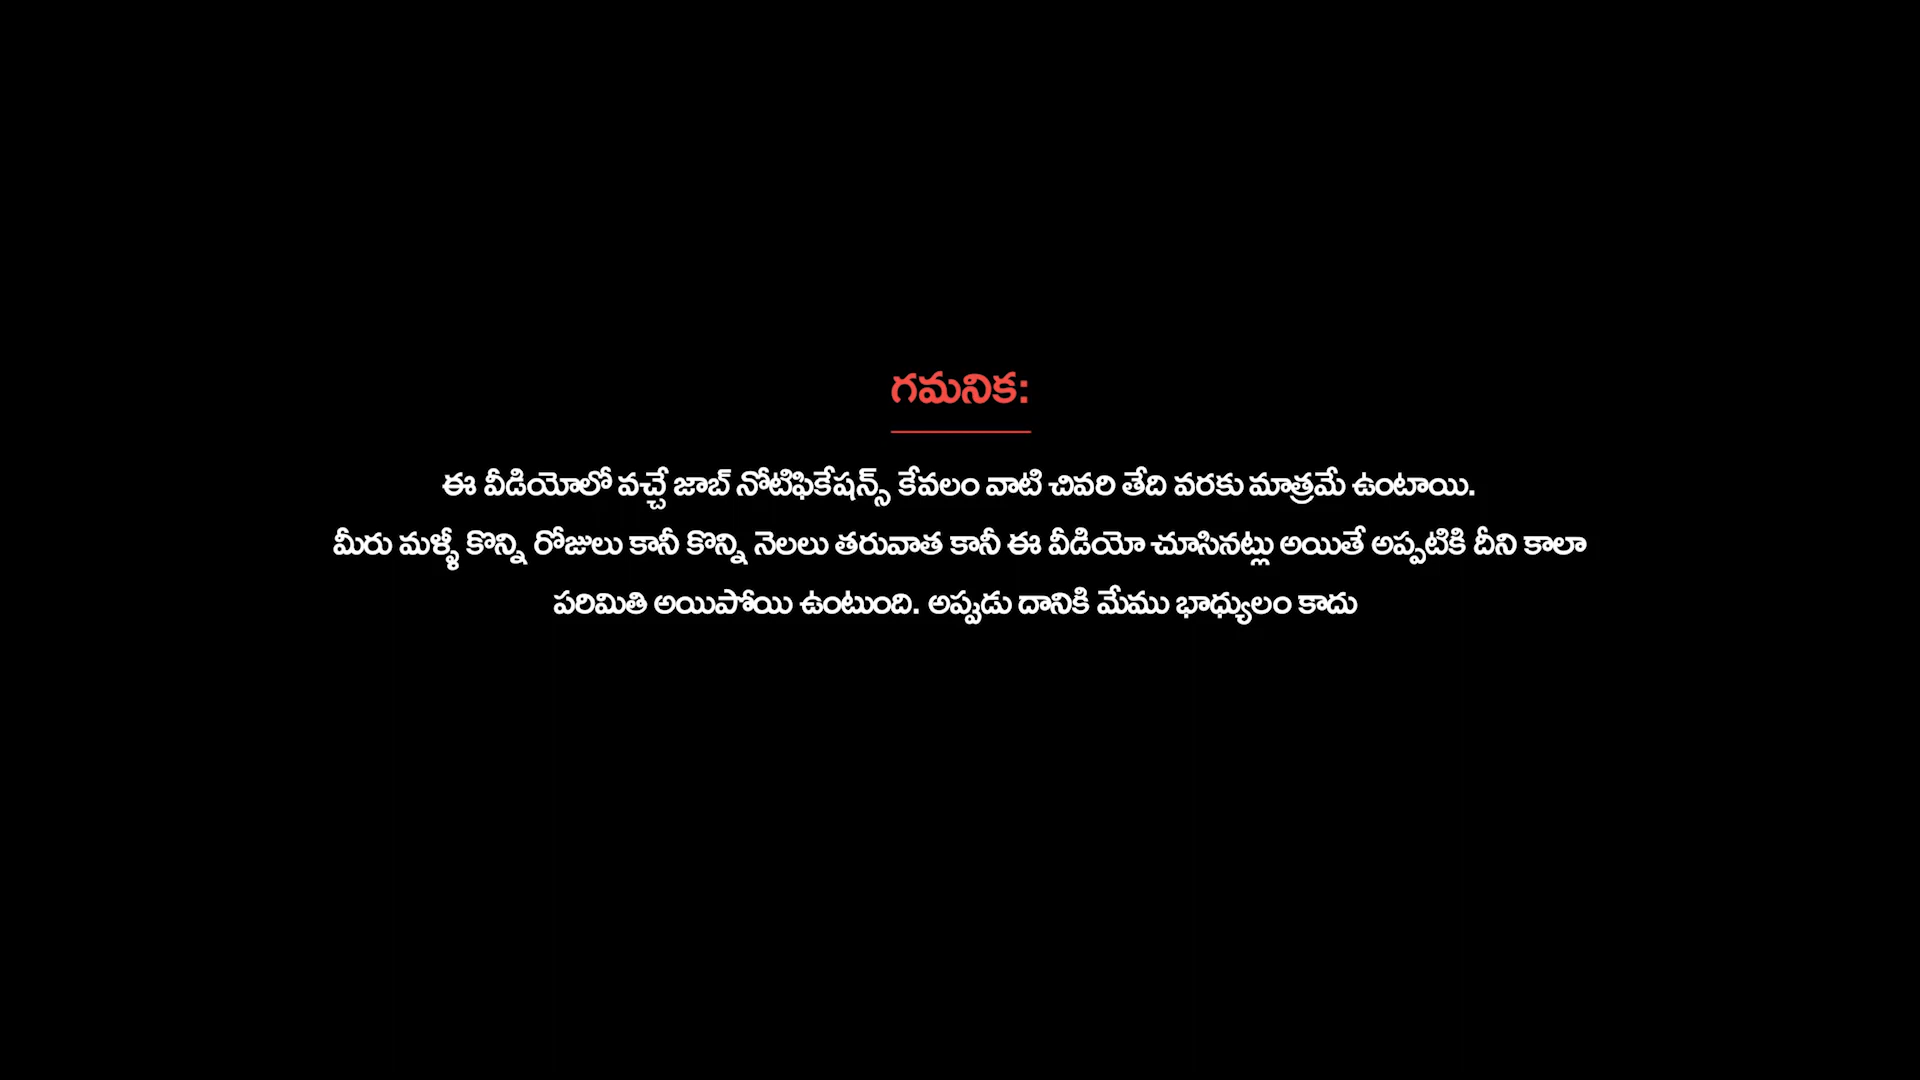 గమనిక:
ఈ వీడియోలో వచ్చే జాబ్ నోటిఫికేషన్స్ కేవలం వాటి చివరి తేది వరకు మాత్రమే ఉంటాయి.
మీరు మళ్ళీ కొన్ని రోజులు కానీ కొన్ని నెలలు తరువాత కానీ ఈ వీడియో చూసినట్లు అయితే అప్పటికి దీని కాలా
పరిమితి అయిపోయి ఉంటుంది. అప్పుడు దానికి మేము భాధ్యులం కాదు